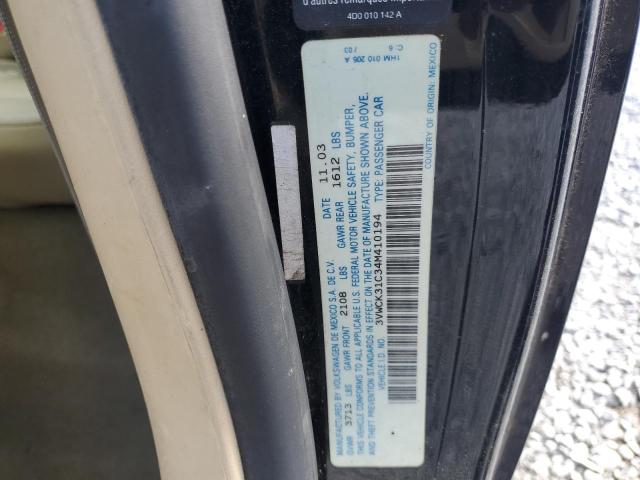 d'autres remarques importantes
4D0 010 142 A
MANUFACTURED BY VOLKSWAGEN DE MEXICO S.A. DE C.V. DATE 11.03
GVWR 3713 LBS GAWR FRONT 2108 LBS GAWR REAR 1612 LBS
THIS VEHICLE CONFORMS TO ALL APPLICABLE U.S. FEDERAL MOTOR VEHICLE SAFETY, BUMPER,
AND THEFT PREVENTION STANDARDS IN EFFECT ON THE DATE OF MANUFACTURE SHOWN ABOVE.
VEHICLE I.D. NO: 3VWCK31C34M410194 TYPE: PASSENGER CAR
COUNTRY OF ORIGIN: MEXICO
1HM 010 206 A
C: 6
/ 03